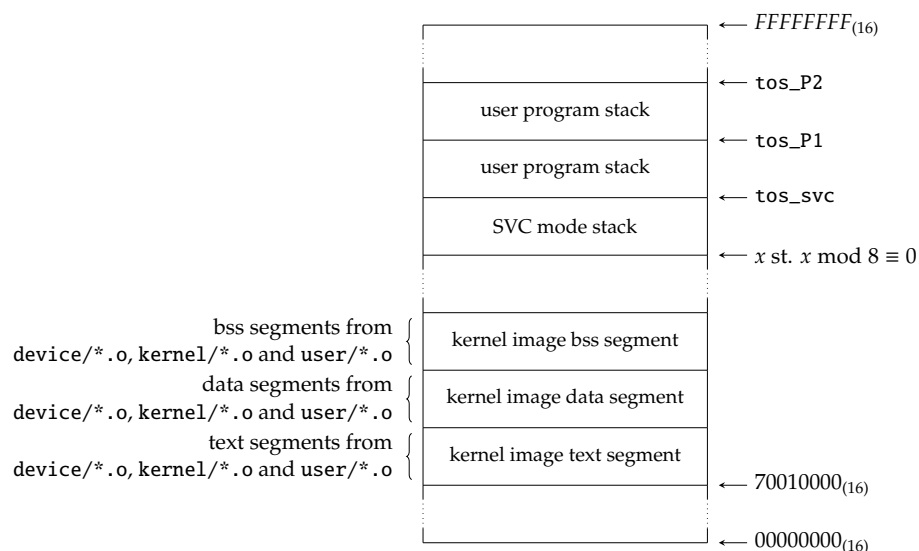 FFFFFFFF(16)
tos_P2
user program stack
tos_P1
user program stack
tos_svc
SVC mode stack
x st. x mod 8 ≡ 0
bss segments from
device/*.o, kernel/*.o and user/*.o
kernel image bss segment
data segments from
device/*.o, kernel/*.o and user/*.o
kernel image data segment
text segments from
device/*.o, kernel/*.o and user/*.o
kernel image text segment
70010000(16)
00000000(16)